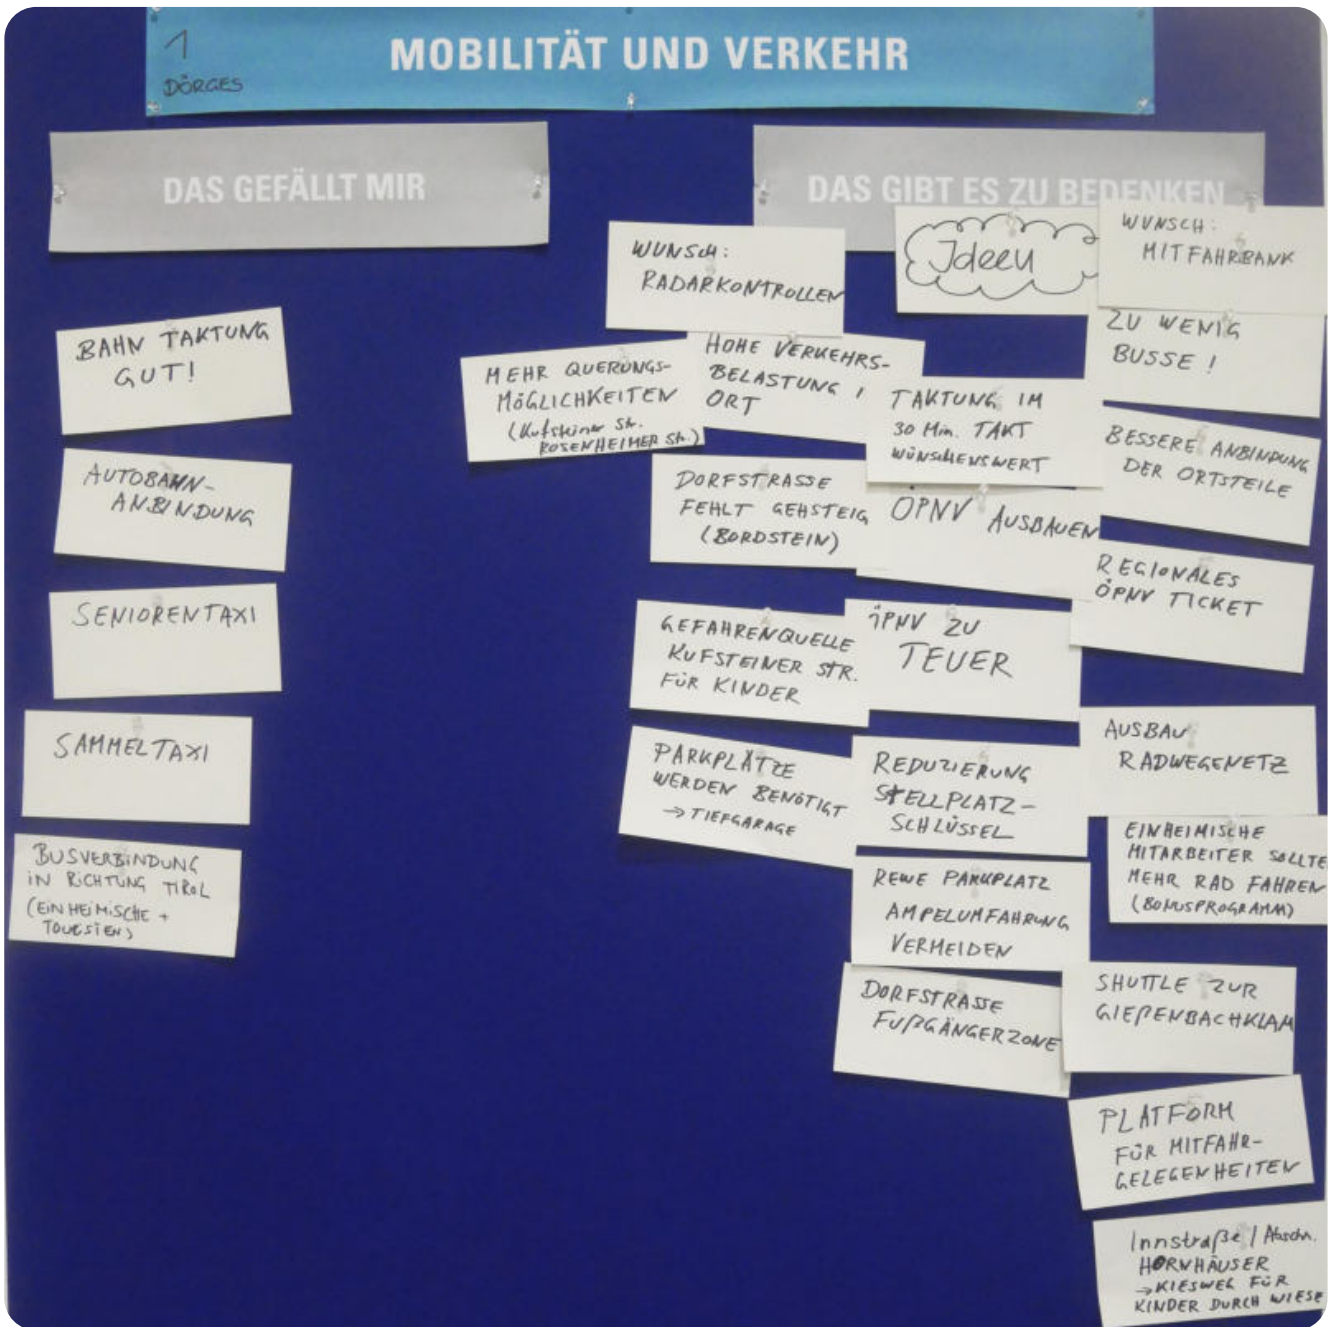 1
DÖRGES
MOBILITÄT UND VERKEHR
DAS GEFÄLLT MIR
BAHN TAKTUNG
GUT!
AUTOBAHN-
ANBINDUNG
SENIORENTAXI
SAMMELTAXI
BUSVERBINDUNG
IN RICHTUNG TIROL
(EINHEIMISCHE +
TOURISTEN)
DAS GIBT ES ZU BEDENKEN
WUNSCH:
RADARKONTROLLEN
MEHR QUERUNGS-
MÖGLICHKEITEN
(Kufsteiner Str.
ROSENHEIMER Str.)
HOHE VERKEHRS-
BELASTUNG
ORT
DORFSTRASSE
FEHLT GEHSTEIG
(BORDSTEIN)
GEFAHRENQUELLE
KUFSTEINER STR.
FÜR KINDER
PARKPLÄTZE
WERDEN BENÖTIGT
→ TIEFGARAGE
Ideen
TAKTUNG IM
30 Min. TAKT
WÜNSCHENSWERT
ÖPNV AUSBAUEN
ÖPNV ZU
TEUER
REDUZIERUNG
STELLPLATZ-
SCHLÜSSEL
REWE PARKPLATZ
AMPELUMFAHRUNG
VERMEIDEN
DORFSTRASSE
FUßGÄNGERZONE
WUNSCH:
MITFAHRBANK
ZU WENIG
BUSSE!
BESSERE ANBINDUNG
DER ORTSTEILE
REGIONALES
ÖPNV TICKET
AUSBAU
RADWEGENETZ
EINHEIMISCHE
MITARBEITER SOLLTE
MEHR RAD FAHREN
(BONUSPROGRAMM)
SHUTTLE ZUR
GIEßENBACHKLAM
PLATFORM
FÜR MITFAHR-
GELEGENHEITEN
Innstraße / Abschn.
HORNHÄUSER
→ KIESWEG FÜR
KINDER DURCH WIESE